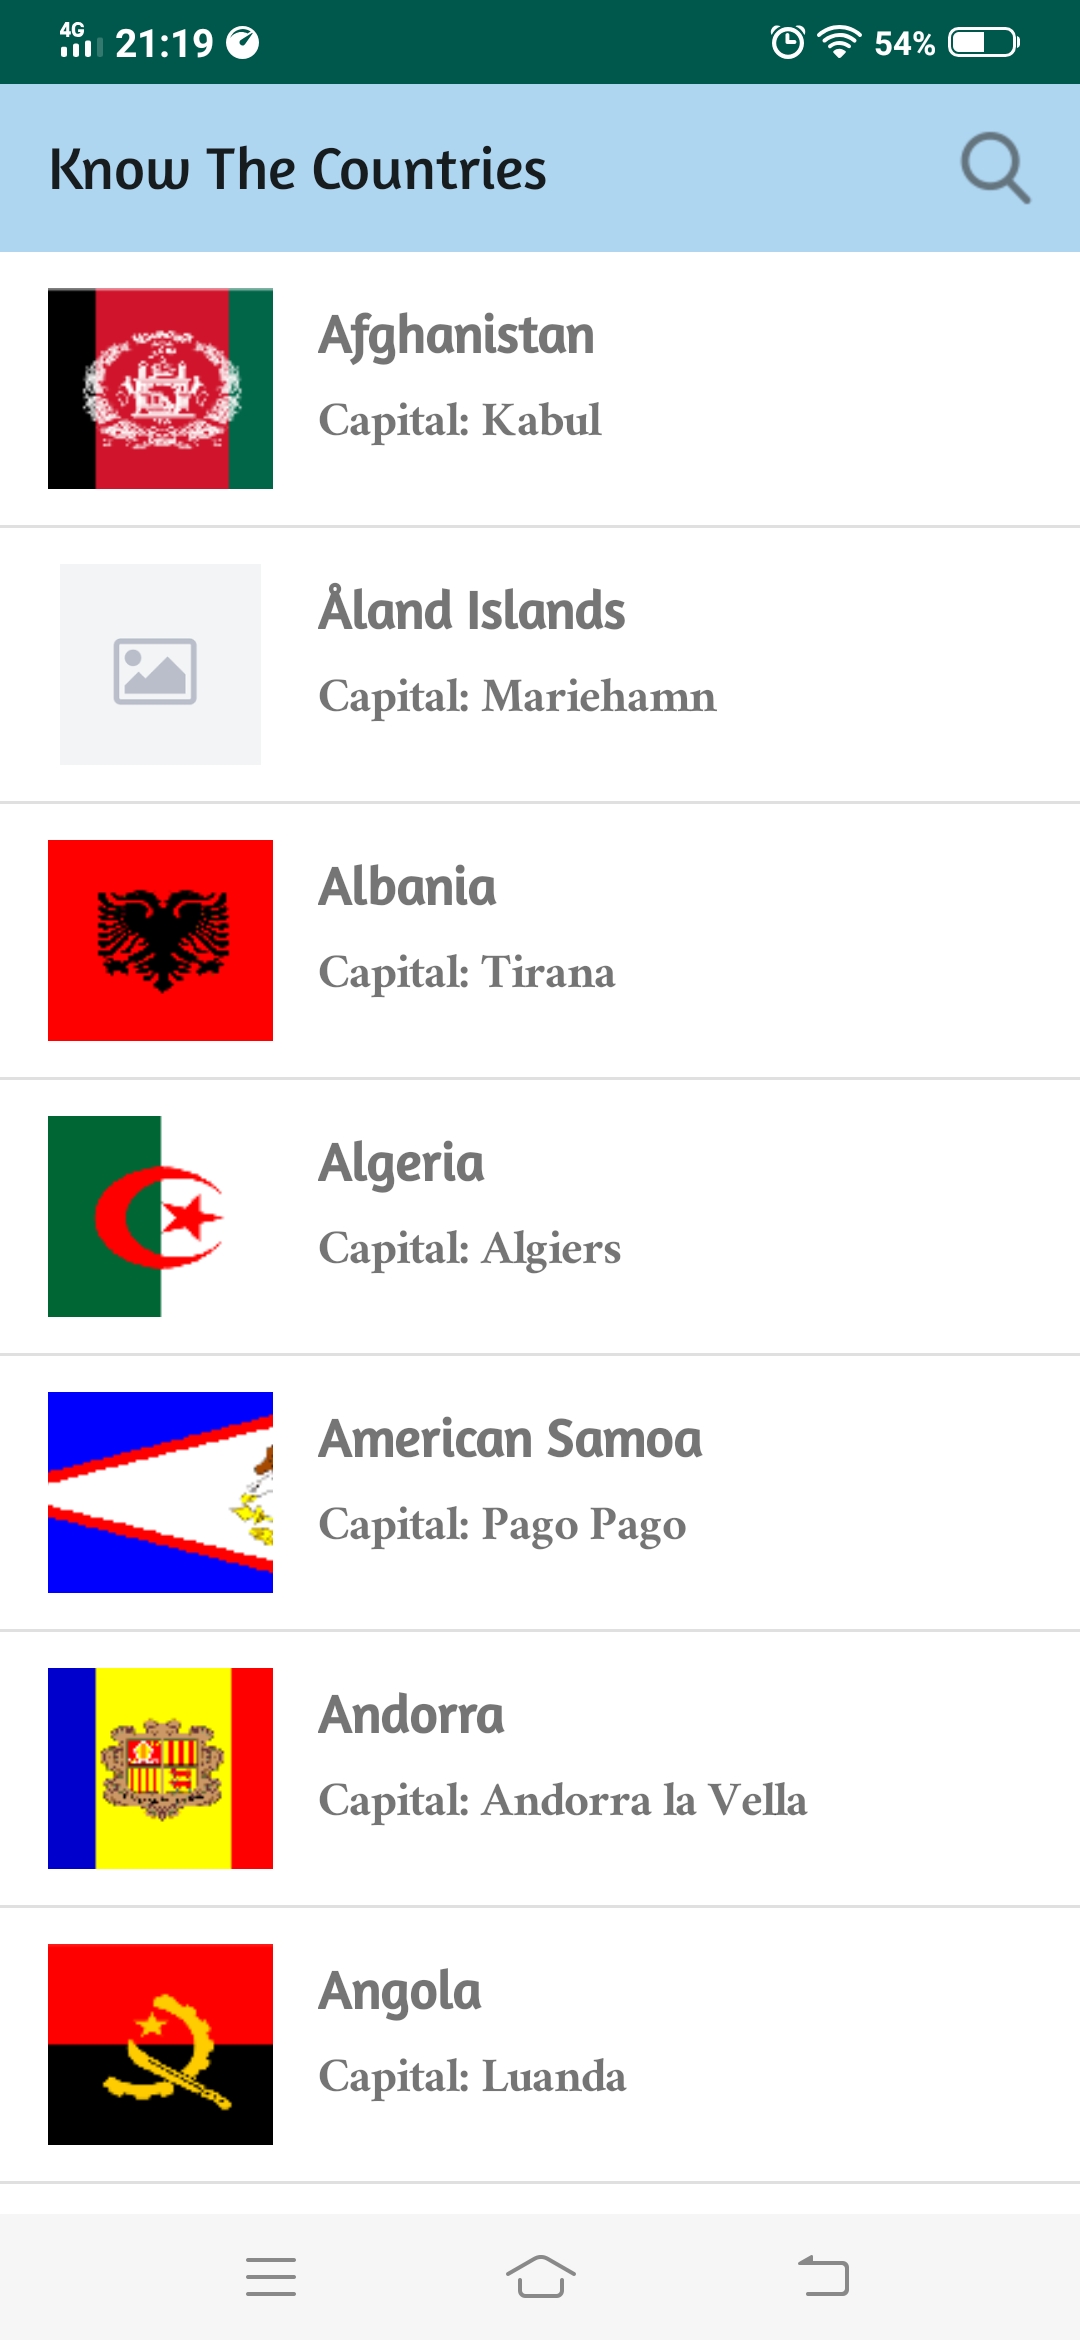 4G 21:19 54%
Know The Countries
Afghanistan
Capital: Kabul
Åland Islands
Capital: Mariehamn
Albania
Capital: Tirana
Algeria
Capital: Algiers
American Samoa
Capital: Pago Pago
Andorra
Capital: Andorra la Vella
Angola
Capital: Luanda